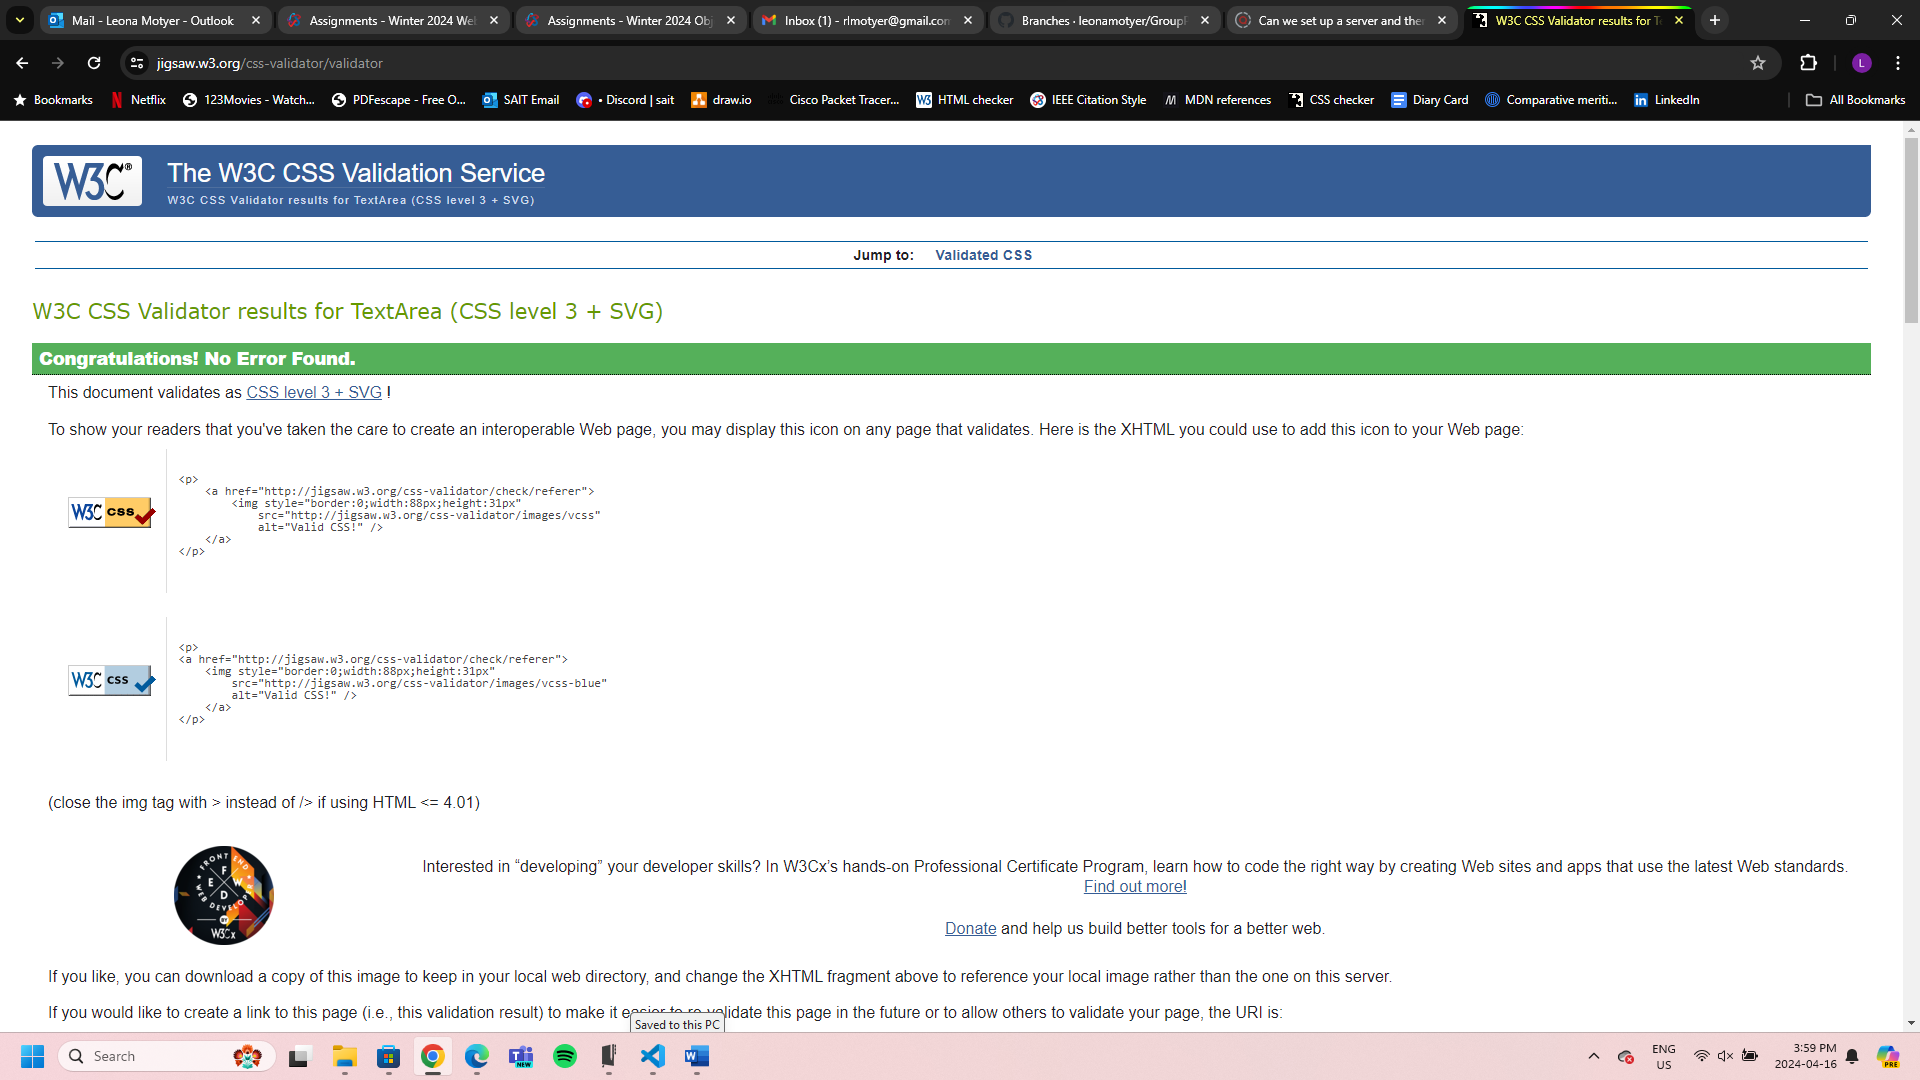 Mail - Leona Motyer - Outlook
Assignments - Winter 2024 We
Assignments - Winter 2024 Obj
Inbox (1) - rlmotyer@gmail.com
Branches · leonamotyer/GroupP
Can we set up a server and the
W3C CSS Validator results for T
jigsaw.w3.org/css-validator/validator
L
Bookmarks
Netflix
123Movies - Watch...
PDFescape - Free O...
SAIT Email
• Discord | sait
draw.io
Cisco Packet Tracer...
HTML checker
IEEE Citation Style
MDN references
CSS checker
Diary Card
Comparative meriti...
LinkedIn
All Bookmarks
W3C®
The W3C CSS Validation Service
W3C CSS Validator results for TextArea (CSS level 3 + SVG)
Jump to: Validated CSS
W3C CSS Validator results for TextArea (CSS level 3 + SVG)
Congratulations! No Error Found.
This document validates as CSS level 3 + SVG !
To show your readers that you've taken the care to create an interoperable Web page, you may display this icon on any page that validates. Here is the XHTML you could use to add this icon to your Web page:
W3C css
<p>
<a href="http://jigsaw.w3.org/css-validator/check/referer">
<img style="border:0;width:88px;height:31px"
src="http://jigsaw.w3.org/css-validator/images/vcss"
alt="Valid CSS!" />
</a>
</p>
W3C css
<p>
<a href="http://jigsaw.w3.org/css-validator/check/referer">
<img style="border:0;width:88px;height:31px"
src="http://jigsaw.w3.org/css-validator/images/vcss-blue"
alt="Valid CSS!" />
</a>
</p>
(close the img tag with > instead of /> if using HTML <= 4.01)
FRONT END
WEB DEVELOPER
W3Cx
Interested in “developing” your developer skills? In W3Cx’s hands-on Professional Certificate Program, learn how to code the right way by creating Web sites and apps that use the latest Web standards.
Find out more!
Donate and help us build better tools for a better web.
If you like, you can download a copy of this image to keep in your local web directory, and change the XHTML fragment above to reference your local image rather than the one on this server.
If you would like to create a link to this page (i.e., this validation result) to make it easier to re-validate this page in the future or to allow others to validate your page, the URI is:
Saved to this PC
Search
NEW
ENG
US
3:59 PM
2024-04-16
PRE